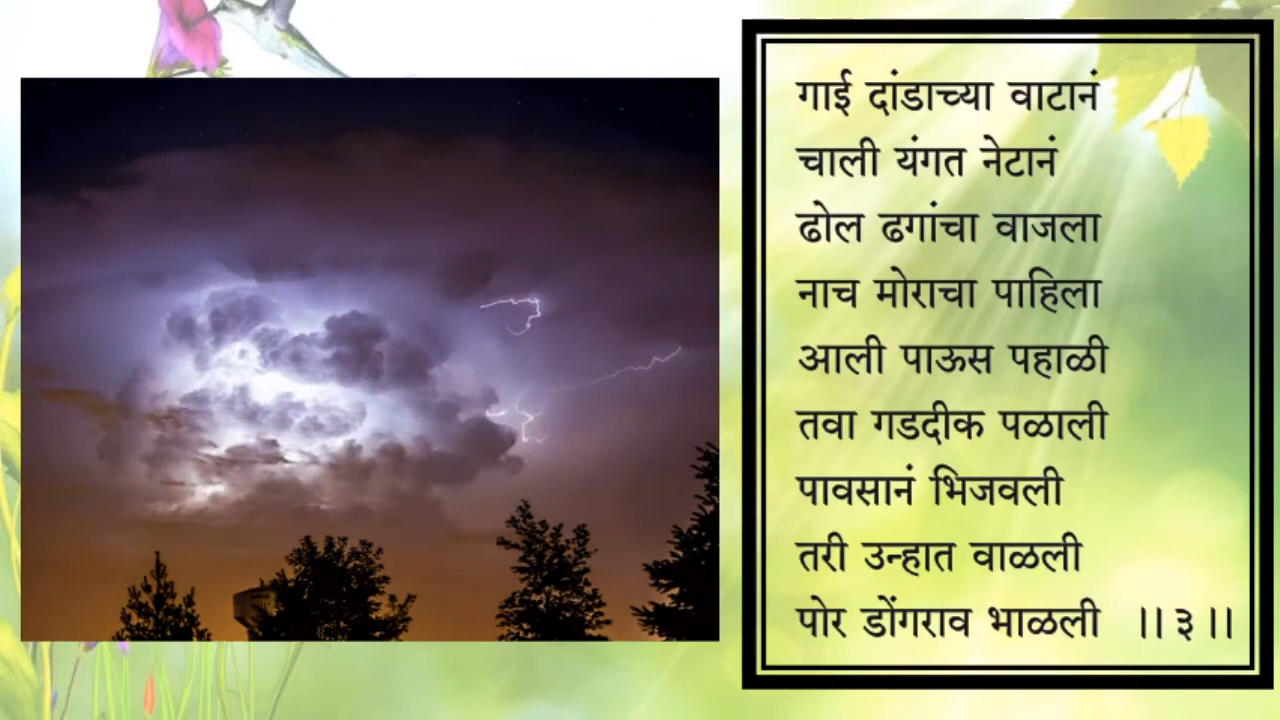 गाई दांडाच्या वाटानं
चाली यंगत नेटानं
ढोल ढगांचा वाजला
नाच मोराचा पाहिला
आली पाऊस पहाळी
तवा गडदीक पळाली
पावसानं भिजवली
तरी उन्हात वाळली
पोर डोंगराव भाळली ।।३।।